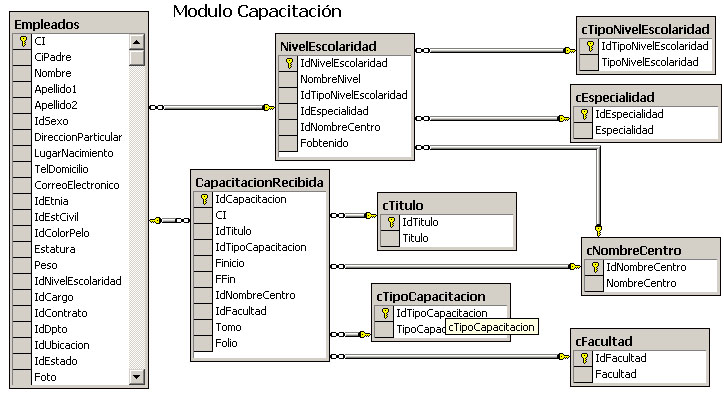 Modulo Capacitación
Empleados
CI
CiPadre
Nombre
Apellido1
Apellido2
IdSexo
DireccionParticular
LugarNacimiento
TelDomicilio
CorreoElectronico
IdEtnia
IdEstCivil
IdColorPelo
Estatura
Peso
IdNivelEscolaridad
IdCargo
IdContrato
IdDpto
IdUbicacion
IdEstado
Foto
NivelEscolaridad
IdNivelEscolaridad
NombreNivel
IdTipoNivelEscolaridad
IdEspecialidad
IdNombreCentro
Fobtenido
cTipoNivelEscolaridad
IdTipoNivelEscolaridad
TipoNivelEscolaridad
cEspecialidad
IdEspecialidad
Especialidad
CapacitacionRecibida
IdCapacitacion
CI
IdTitulo
IdTipoCapacitacion
Finicio
FFin
IdNombreCentro
IdFacultad
Tomo
Folio
cTitulo
IdTitulo
Titulo
cNombreCentro
IdNombreCentro
NombreCentro
cTipoCapacitacion
IdTipoCapacitacion
TipoCapac
cTipoCapacitacion
cFacultad
IdFacultad
Facultad